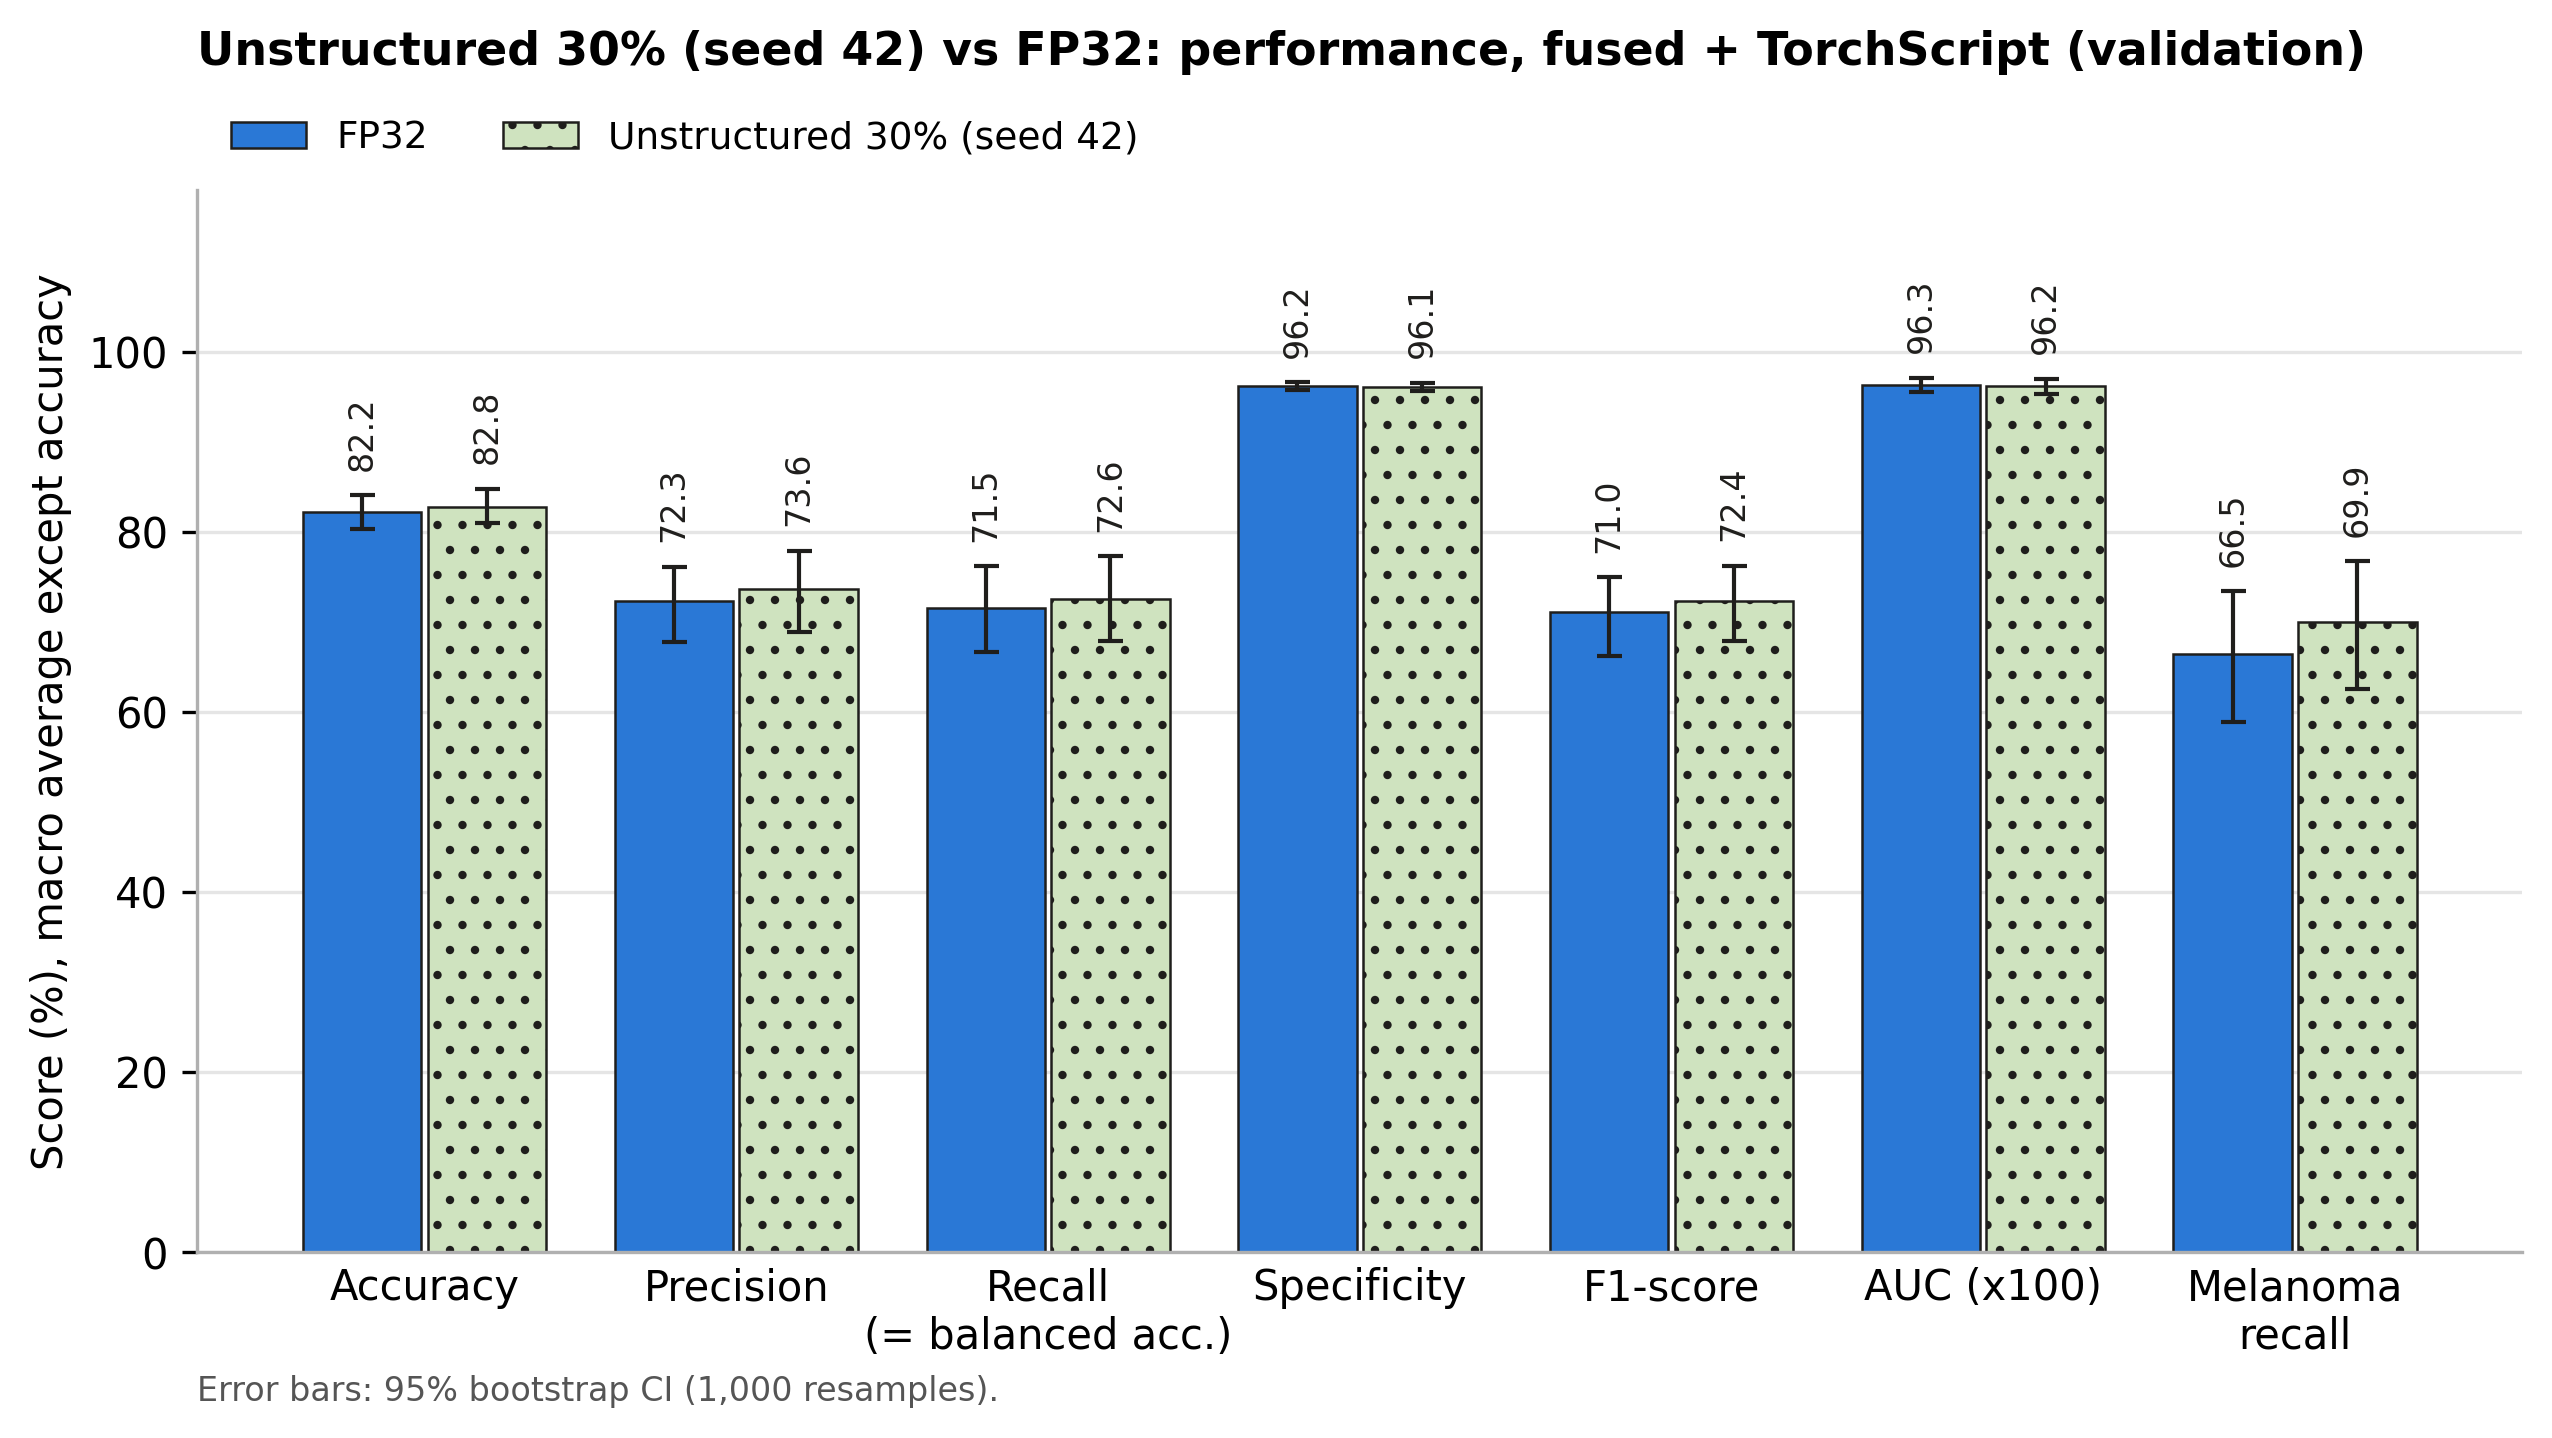 Unstructured 30% (seed 42) vs FP32: performance, fused + TorchScript (validation)
FP32
Unstructured 30% (seed 42)
Score (%), macro average except accuracy
100
80
60
40
20
0
82.2
82.8
72.3
73.6
71.5
72.6
96.2
96.1
71.0
72.4
96.3
96.2
66.5
69.9
Accuracy
Precision
Recall
(= balanced acc.)
Specificity
F1-score
AUC (x100)
Melanoma
recall
Error bars: 95% bootstrap CI (1,000 resamples).